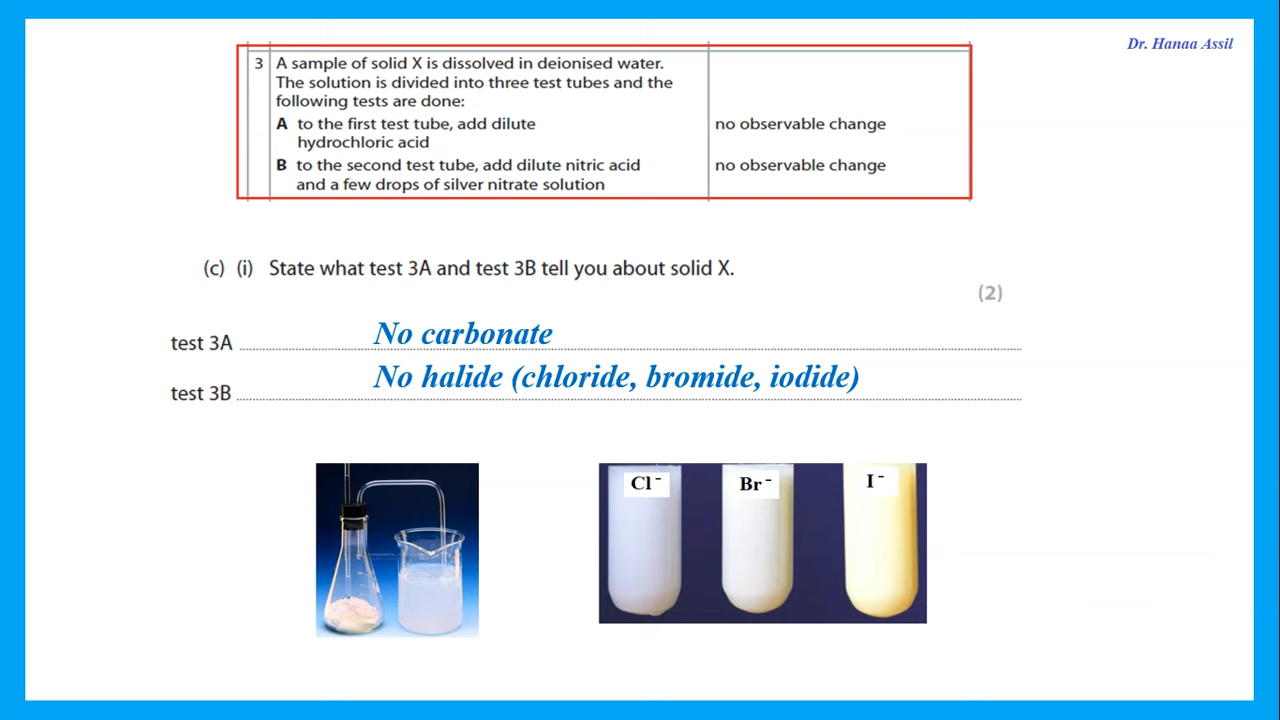 Dr. Hanaa Assil
3 A sample of solid X is dissolved in deionised water.
The solution is divided into three test tubes and the
following tests are done:
A to the first test tube, add dilute no observable change
hydrochloric acid
B to the second test tube, add dilute nitric acid no observable change
and a few drops of silver nitrate solution
(c) (i) State what test 3A and test 3B tell you about solid X.
(2)
test 3A No carbonate
test 3B No halide (chloride, bromide, iodide)
Cl⁻ Br⁻ I⁻